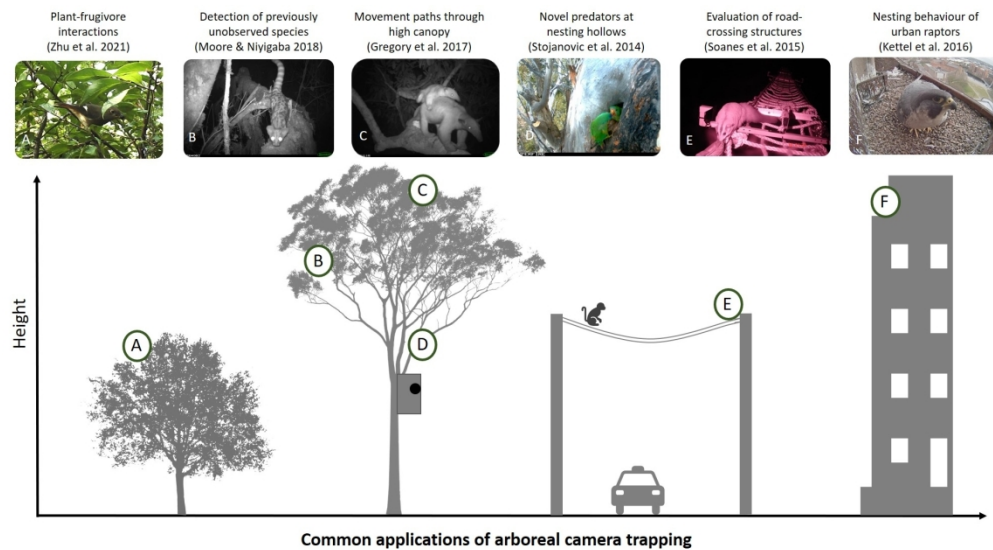 Plant-frugivore
interactions
(Zhu et al. 2021)
Detection of previously
unobserved species
(Moore & Niyigaba 2018)
Movement paths through
high canopy
(Gregory et al. 2017)
Novel predators at
nesting hollows
(Stojanovic et al. 2014)
Evaluation of road-
crossing structures
(Soanes et al. 2015)
Nesting behaviour of
urban raptors
(Kettel et al. 2016)
A
B
C
D
E
F
Height
A
B
C
D
E
F
Common applications of arboreal camera trapping